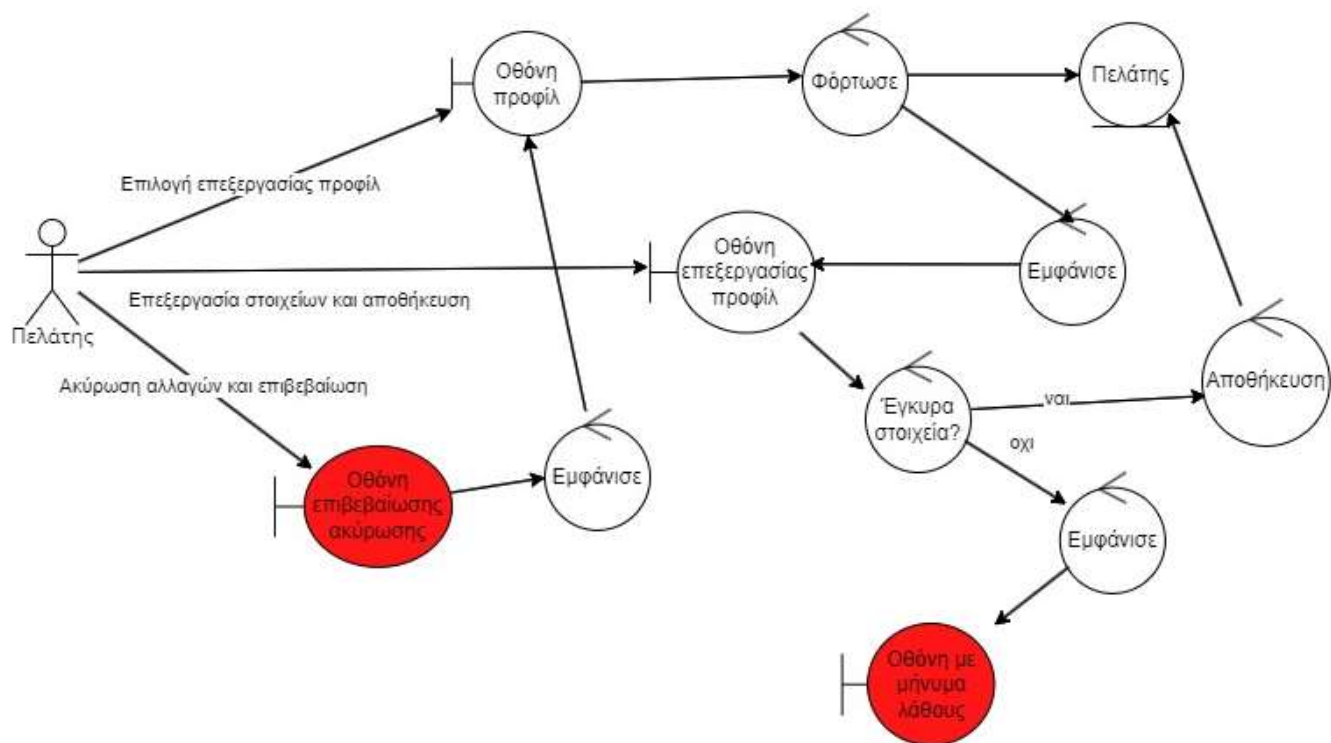 Οθόνη
προφίλ
Φόρτωσε
Πελάτης
Επιλογή επεξεργασίας προφίλ
Οθόνη
επεξεργασίας
προφίλ
Εμφάνισε
Επεξεργασία στοιχείων και αποθήκευση
Πελάτης
Ακύρωση αλλαγών και επιβεβαίωση
Έγκυρα
στοιχεία?
ναι
οχι
Αποθήκευση
Οθόνη
επιβεβαίωσης
ακύρωσης
Εμφάνισε
Εμφάνισε
Οθόνη με
μήνυμα
λάθους